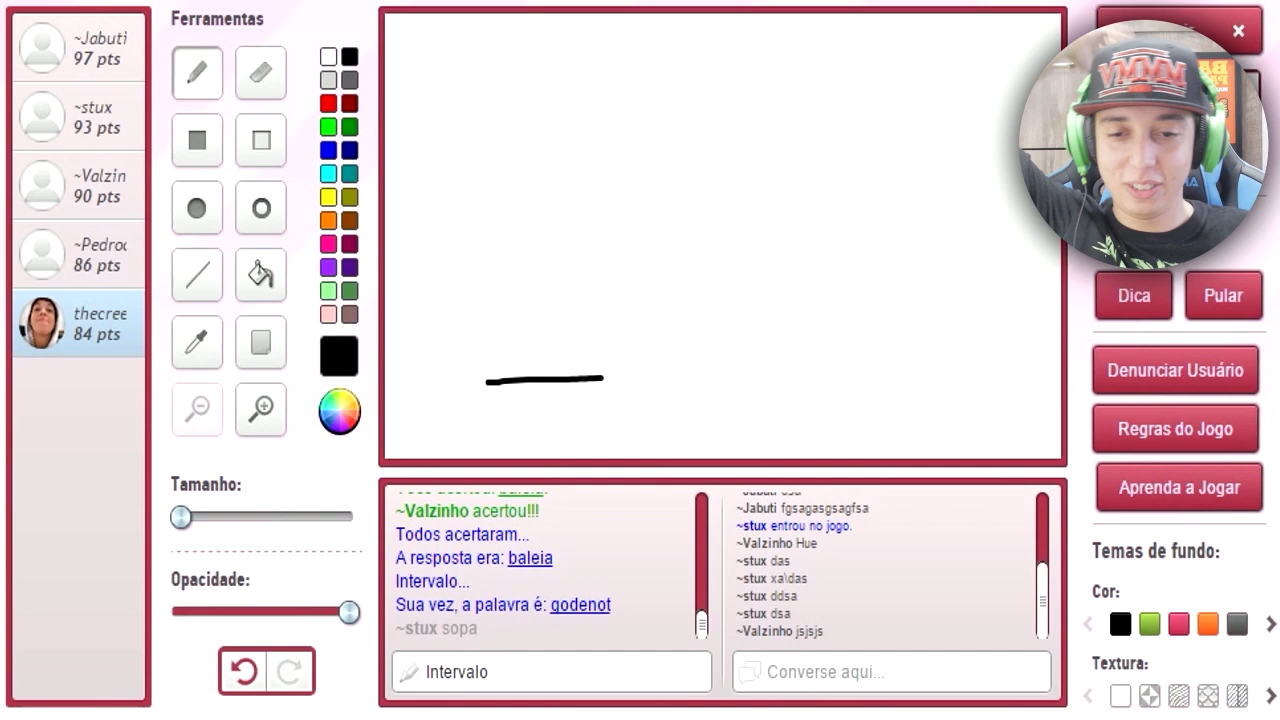 ~Jabuti
97 pts
~stux
93 pts
~Valzin
90 pts
~Pedroc
86 pts
thecree
84 pts
Ferramentas
Tamanho:
Opacidade:
~Valzinho acertou!!!
Todos acertaram...
A resposta era: baleia
Intervalo...
Sua vez, a palavra é: godenot
~stux sopa
Intervalo
~Jabuti fgsagasgsagfsa
~stux entrou no jogo.
~Valzinho Hue
~stux das
~stux xa\das
~stux ddsa
~stux dsa
~Valzinho jsjsjs
Converse aqui...
Dica
Pular
Denunciar Usuário
Regras do Jogo
Aprenda a Jogar
Temas de fundo:
Cor:
Textura: